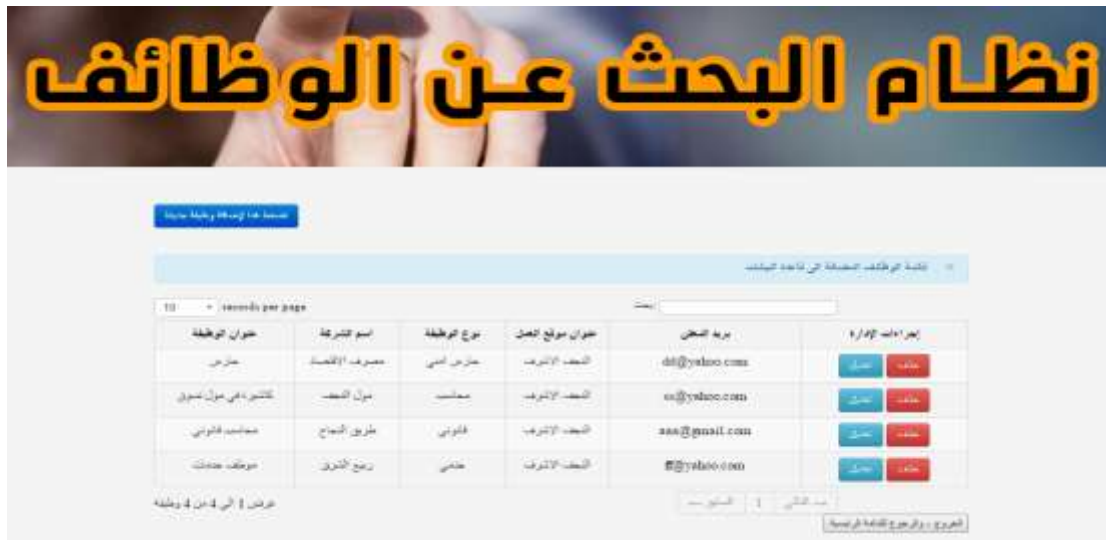 نظام البحث عن الوظائف
اضغط هنا لإضافة وظيفة جديدة
قائمة الوظائف المضافة الى قاعدة البيانات
10 records per page
بحث:
عنوان الوظيفة اسم الشركة نوع الوظيفة عنوان موقع العمل بريد المعلن إجراءات الإدارة
حارس مصرف الاقتصاد حارس امني النجف الاشرف dd@yahoo.com تعديل حذف
كاشيرة في مول تسوق مول النجف محاسب النجف الاشرف cc@yahoo.com تعديل حذف
محاسب قانوني طريق النجاح قانوني النجف الاشرف aaa@gmail.com تعديل حذف
موظف خدمات ربيع الشرق خدمي النجف الاشرف ff@yahoo.com تعديل حذف
عرض 1 الى 4 من 4 وظيفة
السابق 1 التالي
الخروج والرجوع للقائمة الرئيسية